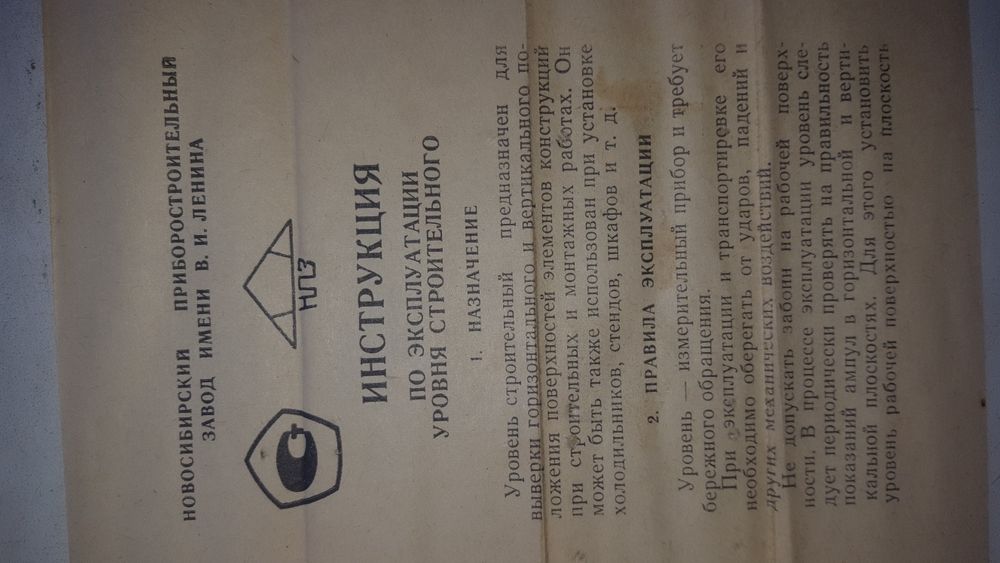 НОВОСИБИРСКИЙ ПРИБОРОСТРОИТЕЛЬНЫЙ
ЗАВОД ИМЕНИ В. И. ЛЕНИНА
НПЗ
ИНСТРУКЦИЯ
ПО ЭКСПЛУАТАЦИИ
УРОВНЯ СТРОИТЕЛЬНОГО
1. НАЗНАЧЕНИЕ
Уровень строительный предназначен для
выверки горизонтального и вертикального по-
ложения поверхностей элементов конструкций
при строительных и монтажных работах. Он
может быть также использован при установке
холодильников, стендов, шкафов и т. д.
2. ПРАВИЛА ЭКСПЛУАТАЦИИ
Уровень — измерительный прибор и требует
бережного обращения.
При эксплуатации и транспортировке его
необходимо оберегать от ударов, падений и
других механических воздействий.
Не допускать забоин на рабочей поверх-
ности. В процессе эксплуатации уровень сле-
дует периодически проверять на правильность
показаний ампул в горизонтальной и верти-
кальной плоскостях. Для этого установить
уровень рабочей поверхностью на плоскость